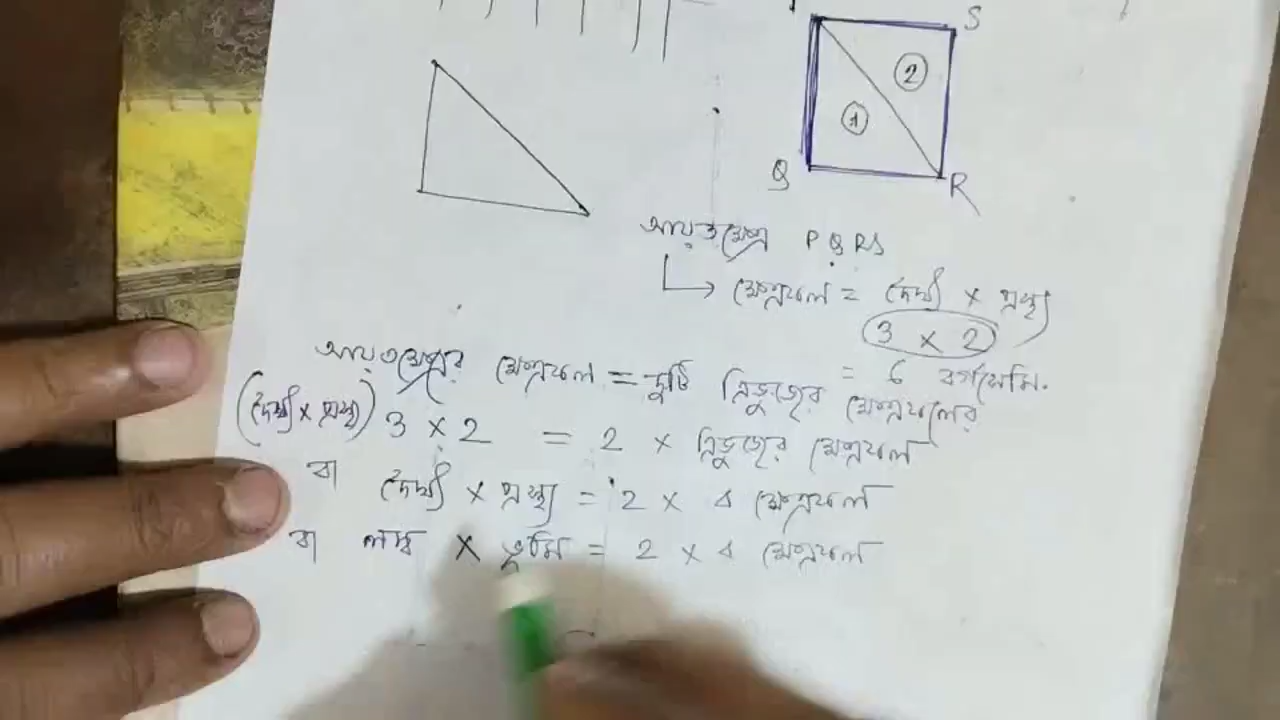 S
2
1
Q R
আয়তক্ষেত্র PQRS
ক্ষেত্রফল = দৈর্ঘ্য × প্রস্থ
3 × 2
= 6 বর্গসেমি.
আয়তক্ষেত্রের ক্ষেত্রফল = দুটি ত্রিভুজের ক্ষেত্রফলের
(দৈর্ঘ্য × প্রস্থ) 3 × 2 = 2 × ত্রিভুজের ক্ষেত্রফল
বা দৈর্ঘ্য × প্রস্থ = 2 × Δ ক্ষেত্রফল
বা লম্ব × ভূমি = 2 × Δ ক্ষেত্রফল